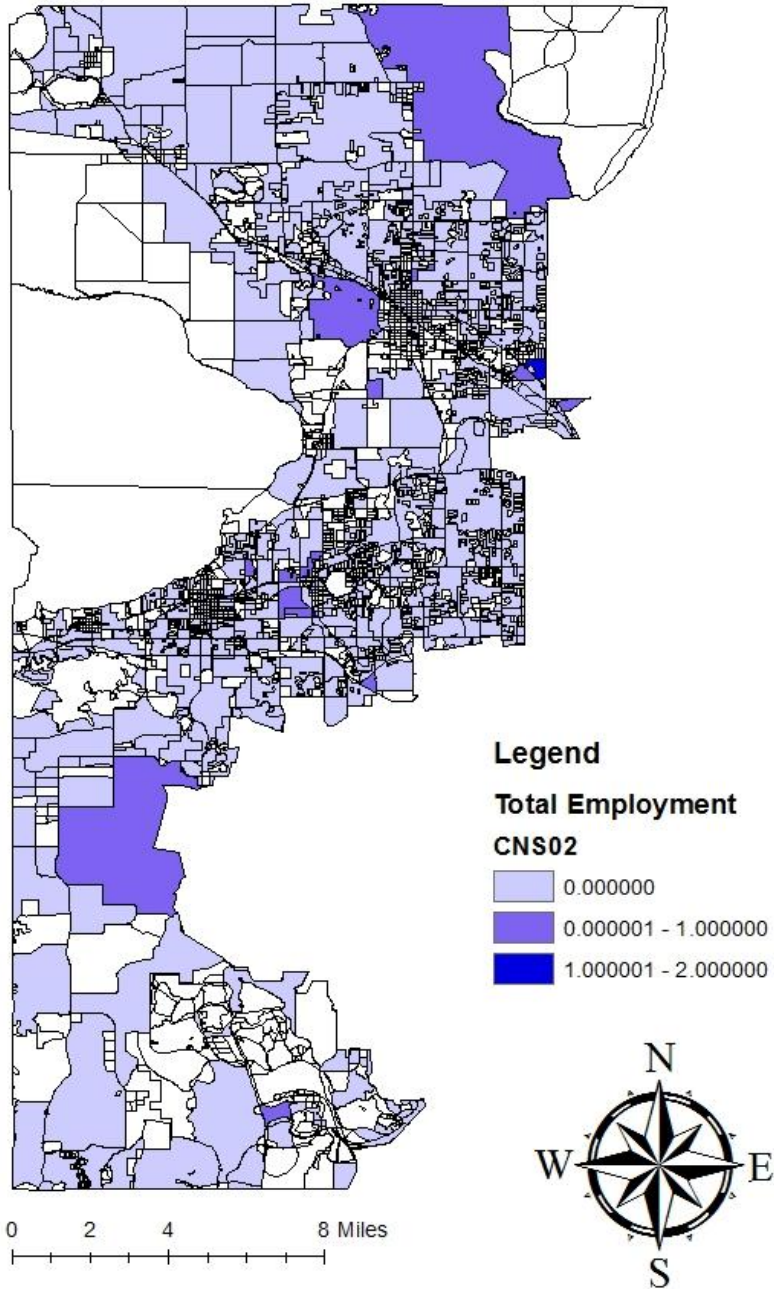 Legend
Total Employment
CNS02
0.000000
0.000001 - 1.000000
1.000001 - 2.000000
N
W E
S
0 2 4 8 Miles